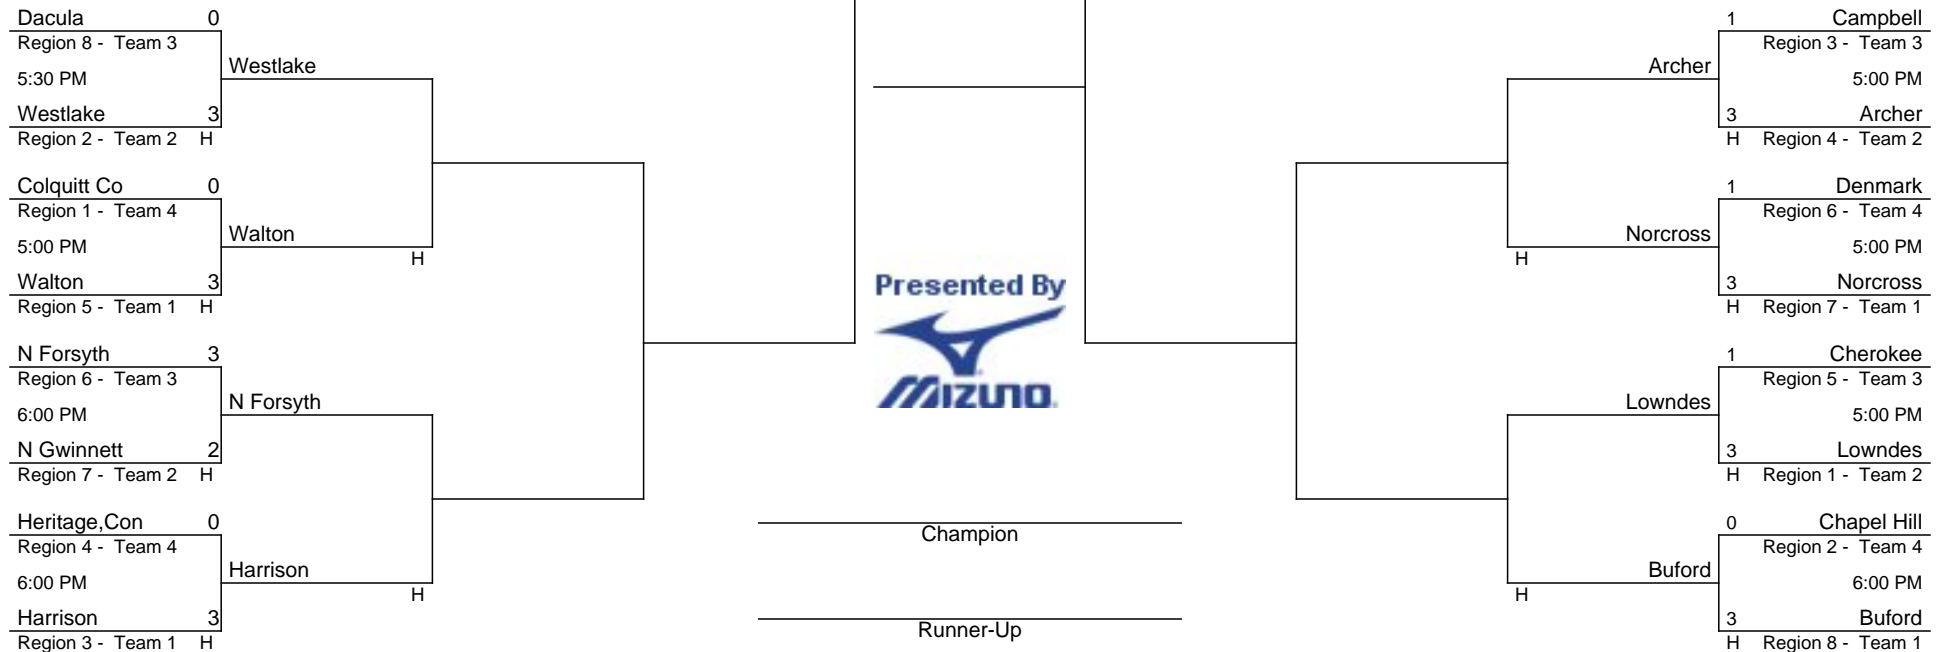 Dacula 0
Region 8 - Team 3
5:30 PM
Westlake 3
Region 2 - Team 2 H
Westlake
Colquitt Co 0
Region 1 - Team 4
5:00 PM
Walton 3
Region 5 - Team 1 H
Walton
H
N Forsyth 3
Region 6 - Team 3
6:00 PM
N Gwinnett 2
Region 7 - Team 2 H
N Forsyth
Heritage,Con 0
Region 4 - Team 4
6:00 PM
Harrison 3
Region 3 - Team 1 H
Harrison
H
Presented By
MIZUNO.
Champion
Runner-Up
1 Campbell
Region 3 - Team 3
5:00 PM
3 Archer
H Region 4 - Team 2
Archer
1 Denmark
Region 6 - Team 4
5:00 PM
3 Norcross
H Region 7 - Team 1
Norcross
H
1 Cherokee
Region 5 - Team 3
5:00 PM
3 Lowndes
H Region 1 - Team 2
Lowndes
0 Chapel Hill
Region 2 - Team 4
6:00 PM
3 Buford
H Region 8 - Team 1
Buford
H